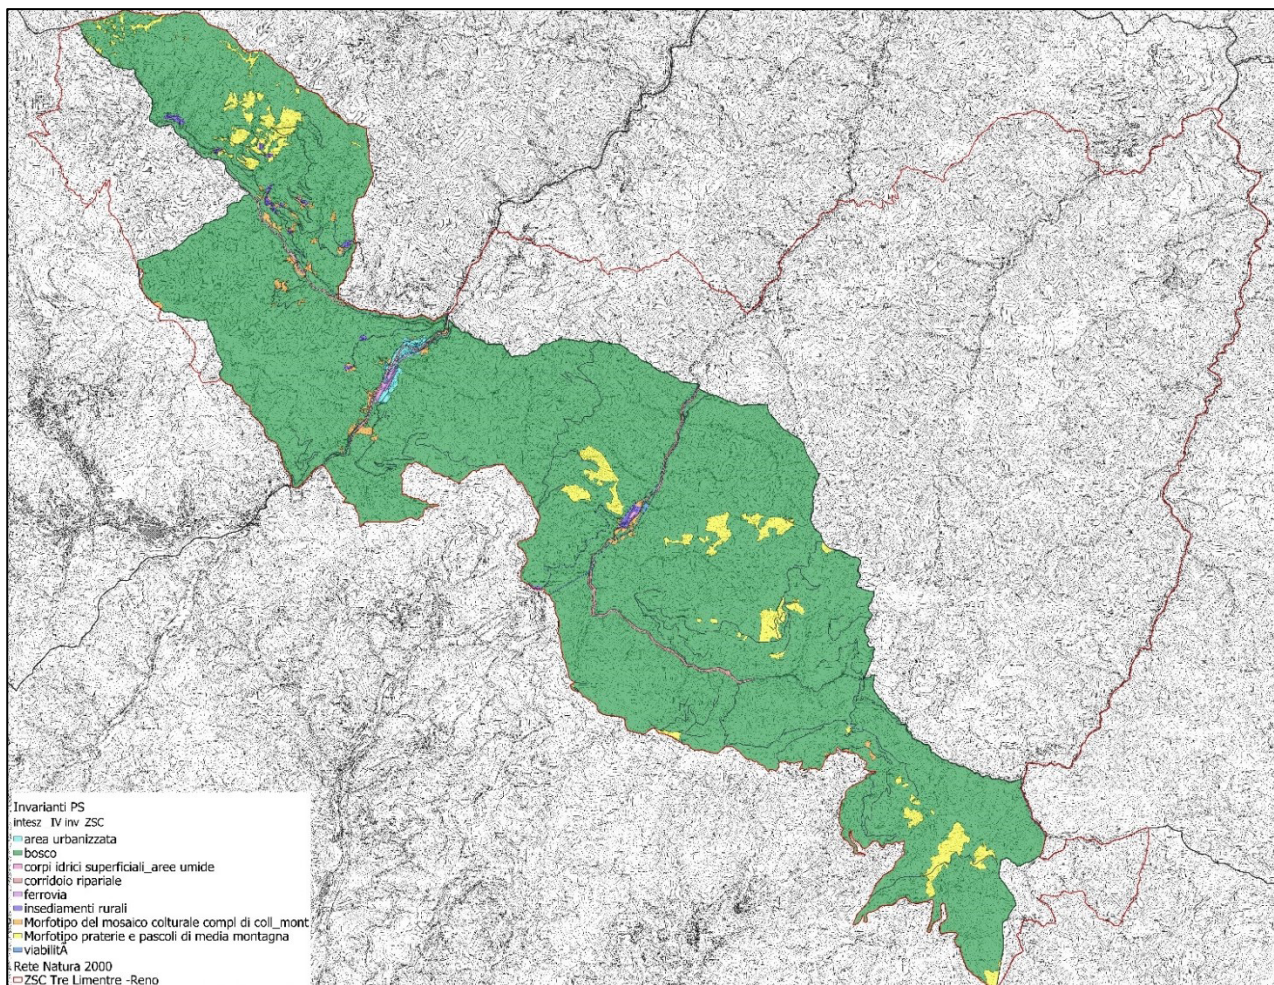 Invarianti PS
intesz IV inv ZSC
area urbanizzata
bosco
corpi idrici superficiali_aree umide
corridoio ripariale
ferrovia
insediamenti rurali
Morfotipo del mosaico colturale compl di coll_mont
Morfotipo praterie e pascoli di media montagna
viabilitÃ
Rete Natura 2000
ZSC Tre Limentre -Reno